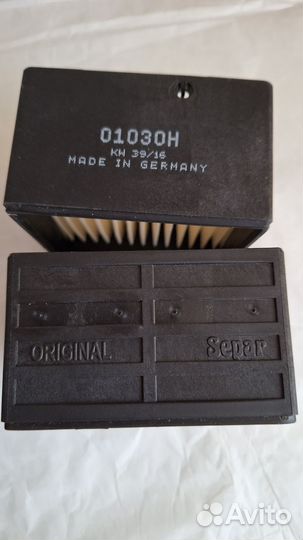 01030H
KW 39/16
MADE IN GERMANY
ORIGINAL Separ
Avito